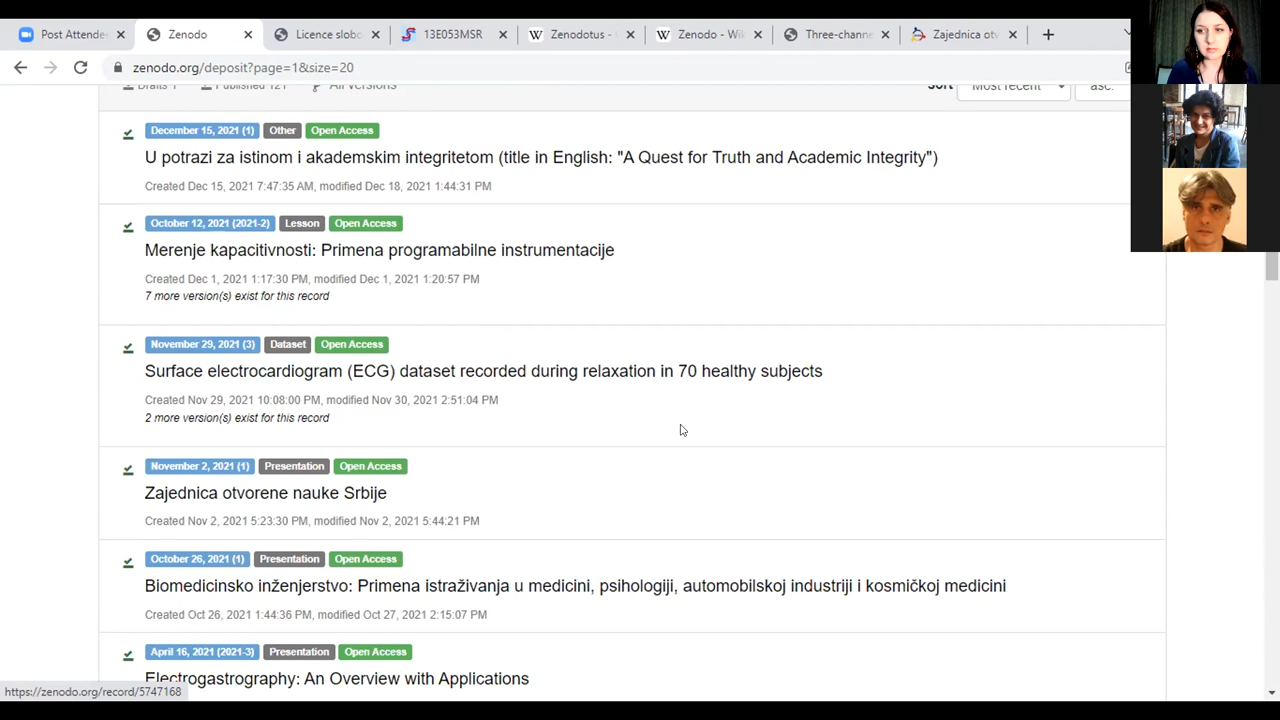 Post Attende
Zenodo
Licence slobo
13E053MSR
Zenodotus -
Zenodo - Wik
Three-channe
Zajednica otv
zenodo.org/deposit?page=1&size=20
Drafts 1
Published 121
All versions
Sort
Most recent
asc.
December 15, 2021 (1) Other Open Access
U potrazi za istinom i akademskim integritetom (title in English: "A Quest for Truth and Academic Integrity")
Created Dec 15, 2021 7:47:35 AM, modified Dec 18, 2021 1:44:31 PM
October 12, 2021 (2021-2) Lesson Open Access
Merenje kapacitivnosti: Primena programabilne instrumentacije
Created Dec 1, 2021 1:17:30 PM, modified Dec 1, 2021 1:20:57 PM
7 more version(s) exist for this record
November 29, 2021 (3) Dataset Open Access
Surface electrocardiogram (ECG) dataset recorded during relaxation in 70 healthy subjects
Created Nov 29, 2021 10:08:00 PM, modified Nov 30, 2021 2:51:04 PM
2 more version(s) exist for this record
November 2, 2021 (1) Presentation Open Access
Zajednica otvorene nauke Srbije
Created Nov 2, 2021 5:23:30 PM, modified Nov 2, 2021 5:44:21 PM
October 26, 2021 (1) Presentation Open Access
Biomedicinsko inženjerstvo: Primena istraživanja u medicini, psihologiji, automobilskoj industriji i kosmičkoj medicini
Created Oct 26, 2021 1:44:36 PM, modified Oct 27, 2021 2:15:07 PM
April 16, 2021 (2021-3) Presentation Open Access
Electrogastrography: An Overview with Applications
https://zenodo.org/record/5747168